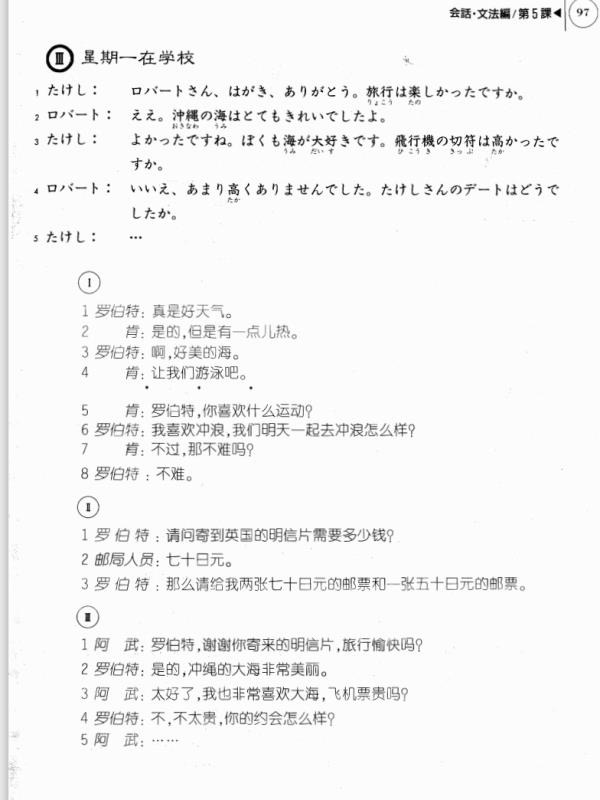 会話・文法編/第5課◀ 97
Ⅲ 星期一在学校
1 たけし： ロバートさん、はがき、ありがとう。旅行は楽しかったですか。
りょこう たの
2 ロバート： ええ。沖縄の海はとてもきれいでしたよ。
おきなわ うみ
3 たけし： よかったですね。ぼくも海が大好きです。飛行機の切符は高かったで
うみ だいす ひこうき きっぷ たか
すか。
4 ロバート： いいえ、あまり高くありませんでした。たけしさんのデートはどうで
たか
したか。
5 たけし： …
Ⅰ
1 罗伯特：真是好天气。
2 肯：是的，但是有一点儿热。
3 罗伯特：啊，好美的海。
4 肯：让我们游泳吧。
• • •
5 肯：罗伯特，你喜欢什么运动？
6 罗伯特：我喜欢冲浪，我们明天一起去冲浪怎么样？
7 肯：不过，那不难吗？
8 罗伯特：不难。
Ⅱ
1 罗伯特：请问寄到英国的明信片需要多少钱？
2 邮局人员：七十日元。
3 罗伯特：那么请给我两张七十日元的邮票和一张五十日元的邮票。
Ⅲ
1 阿武：罗伯特，谢谢你寄来的明信片，旅行愉快吗？
2 罗伯特：是的，冲绳的大海非常美丽。
3 阿武：太好了，我也非常喜欢大海，飞机票贵吗？
4 罗伯特：不，不太贵，你的约会怎么样？
5 阿武：……